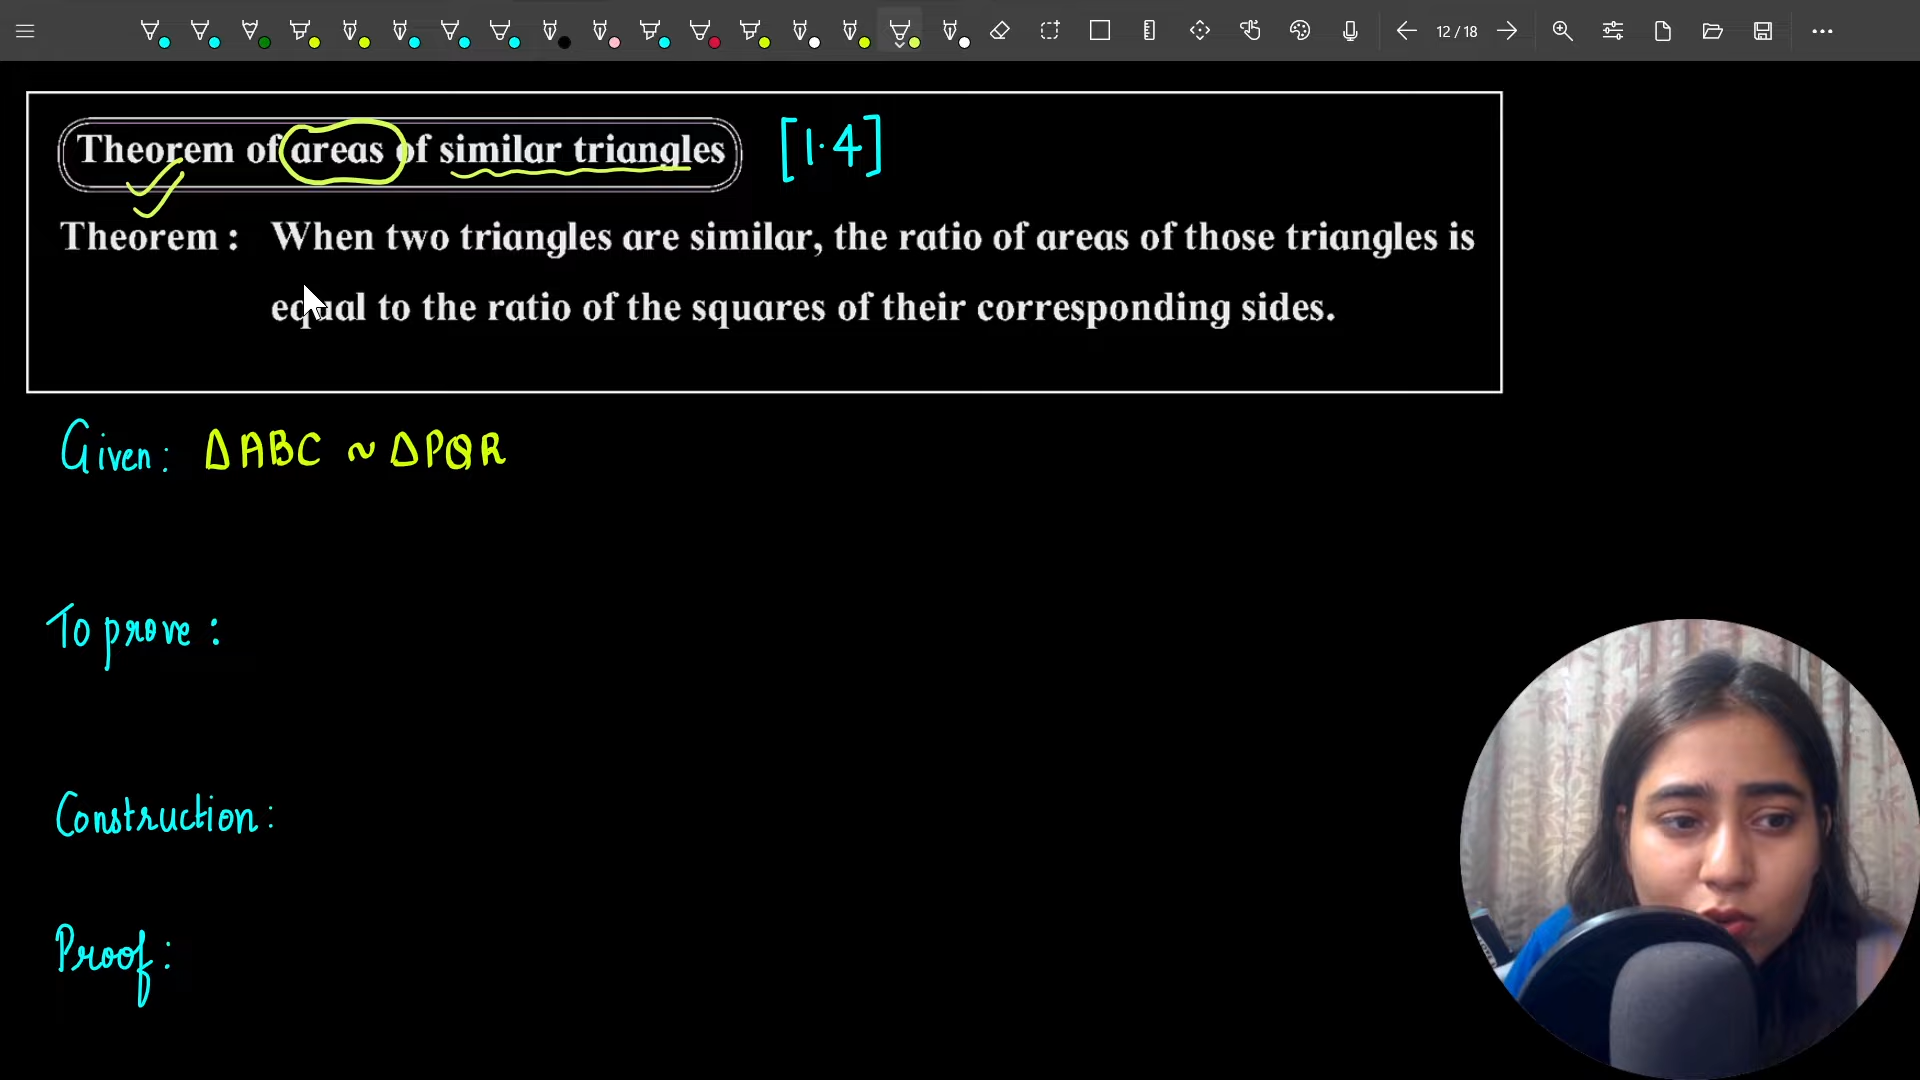 12 / 18
Theorem of areas of similar triangles [1.4]
Theorem : When two triangles are similar, the ratio of areas of those triangles is
equal to the ratio of the squares of their corresponding sides.
Given: ΔABC ~ ΔPQR
To prove :
Construction:
Proof: